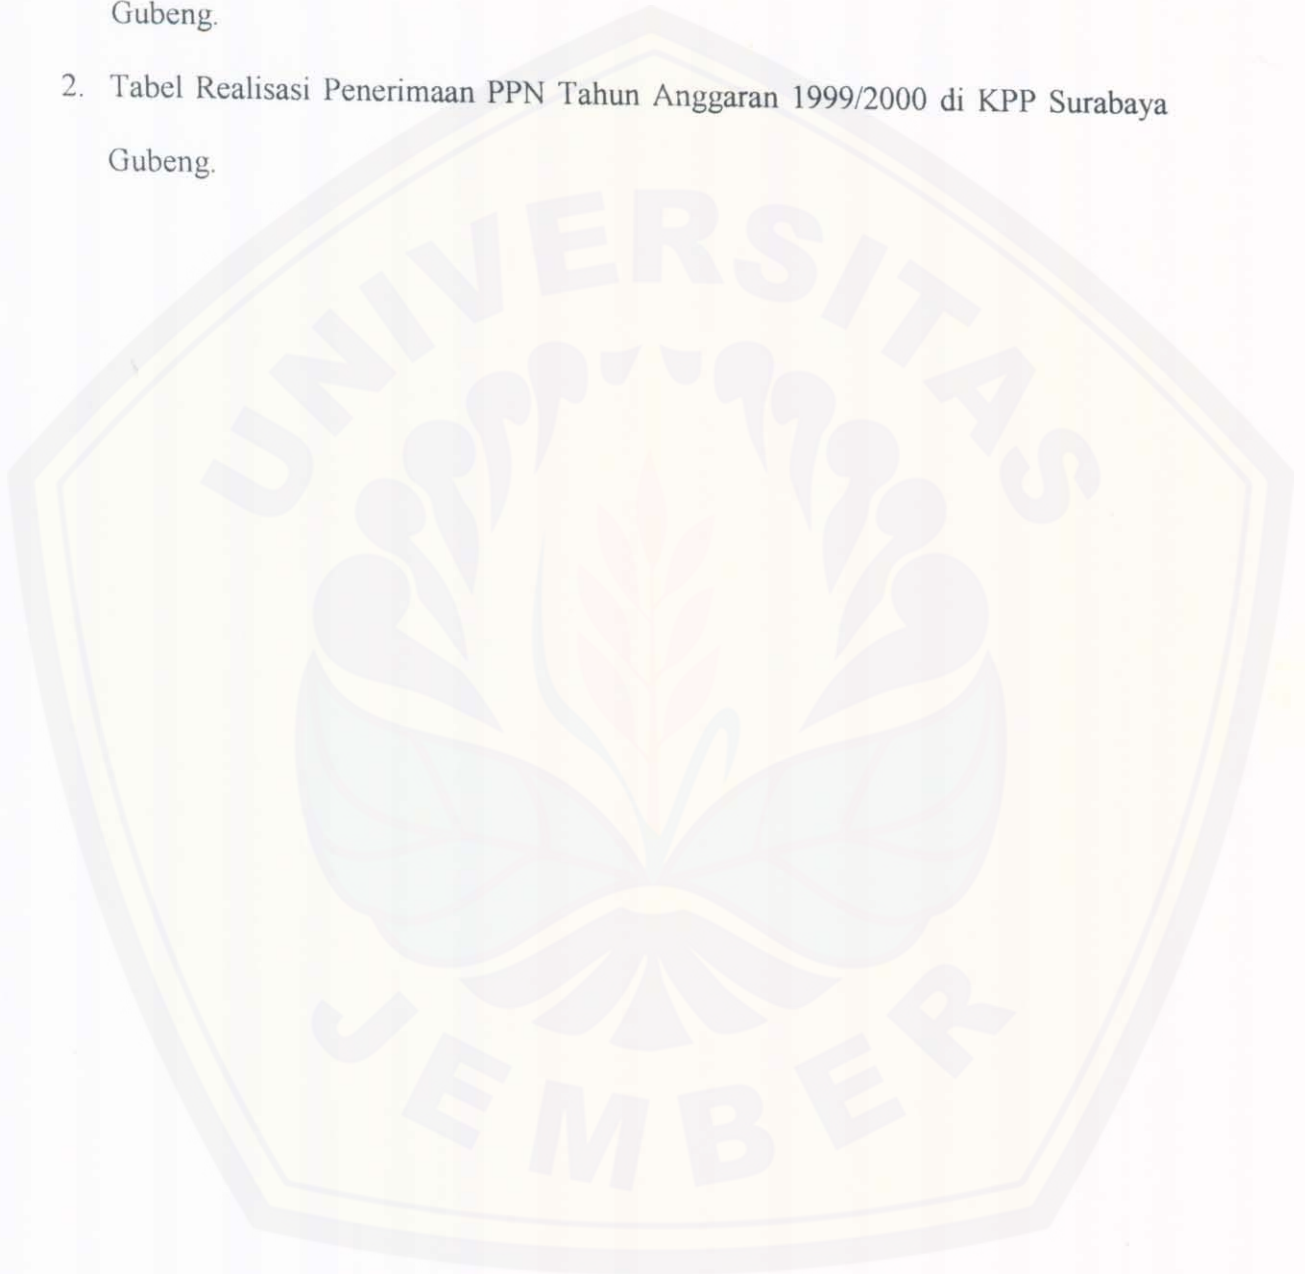 Gubeng.
2. Tabel Realisasi Penerimaan PPN Tahun Anggaran 1999/2000 di KPP Surabaya
Gubeng.
UNIVERSITAS
JEMBER